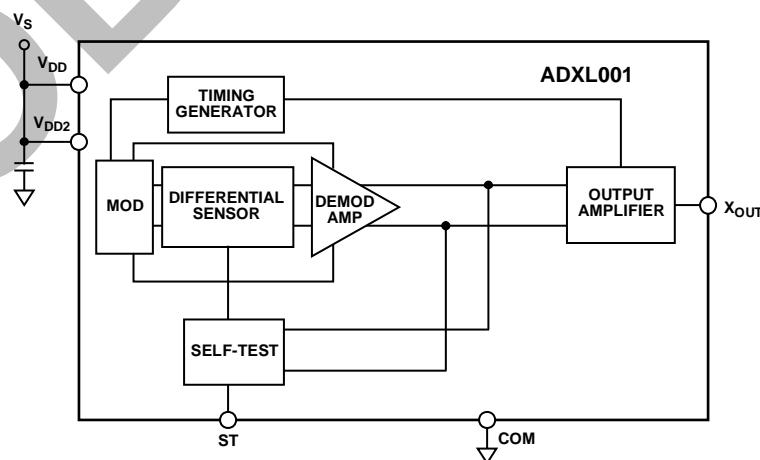 VS
VDD
ADXL001
TIMING
GENERATOR
VDD2
MOD
DIFFERENTIAL
SENSOR
DEMOD
AMP
OUTPUT
AMPLIFIER
XOUT
SELF-TEST
ST
COM